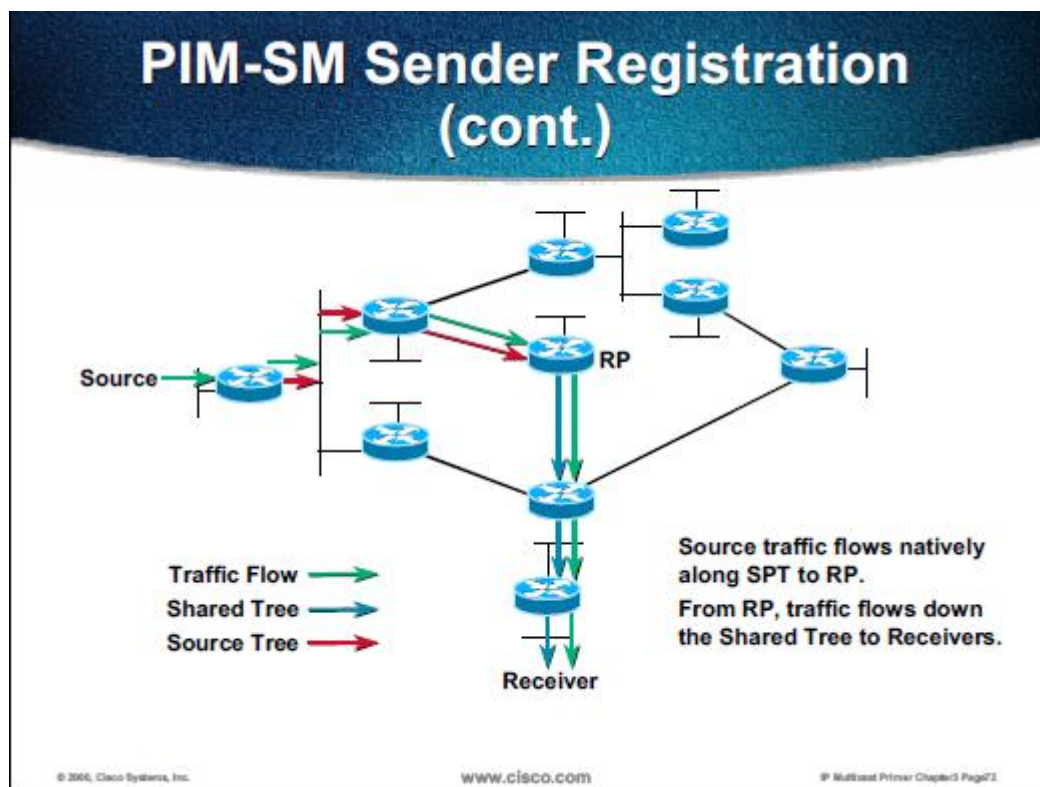 PIM-SM Sender Registration
(cont.)
Source
RP
Traffic Flow
Shared Tree
Source Tree
Receiver
Source traffic flows natively
along SPT to RP.
From RP, traffic flows down
the Shared Tree to Receivers.
© 2000, Cisco Systems, Inc.
www.cisco.com
IP Multicast Primer Chapter3 Page72